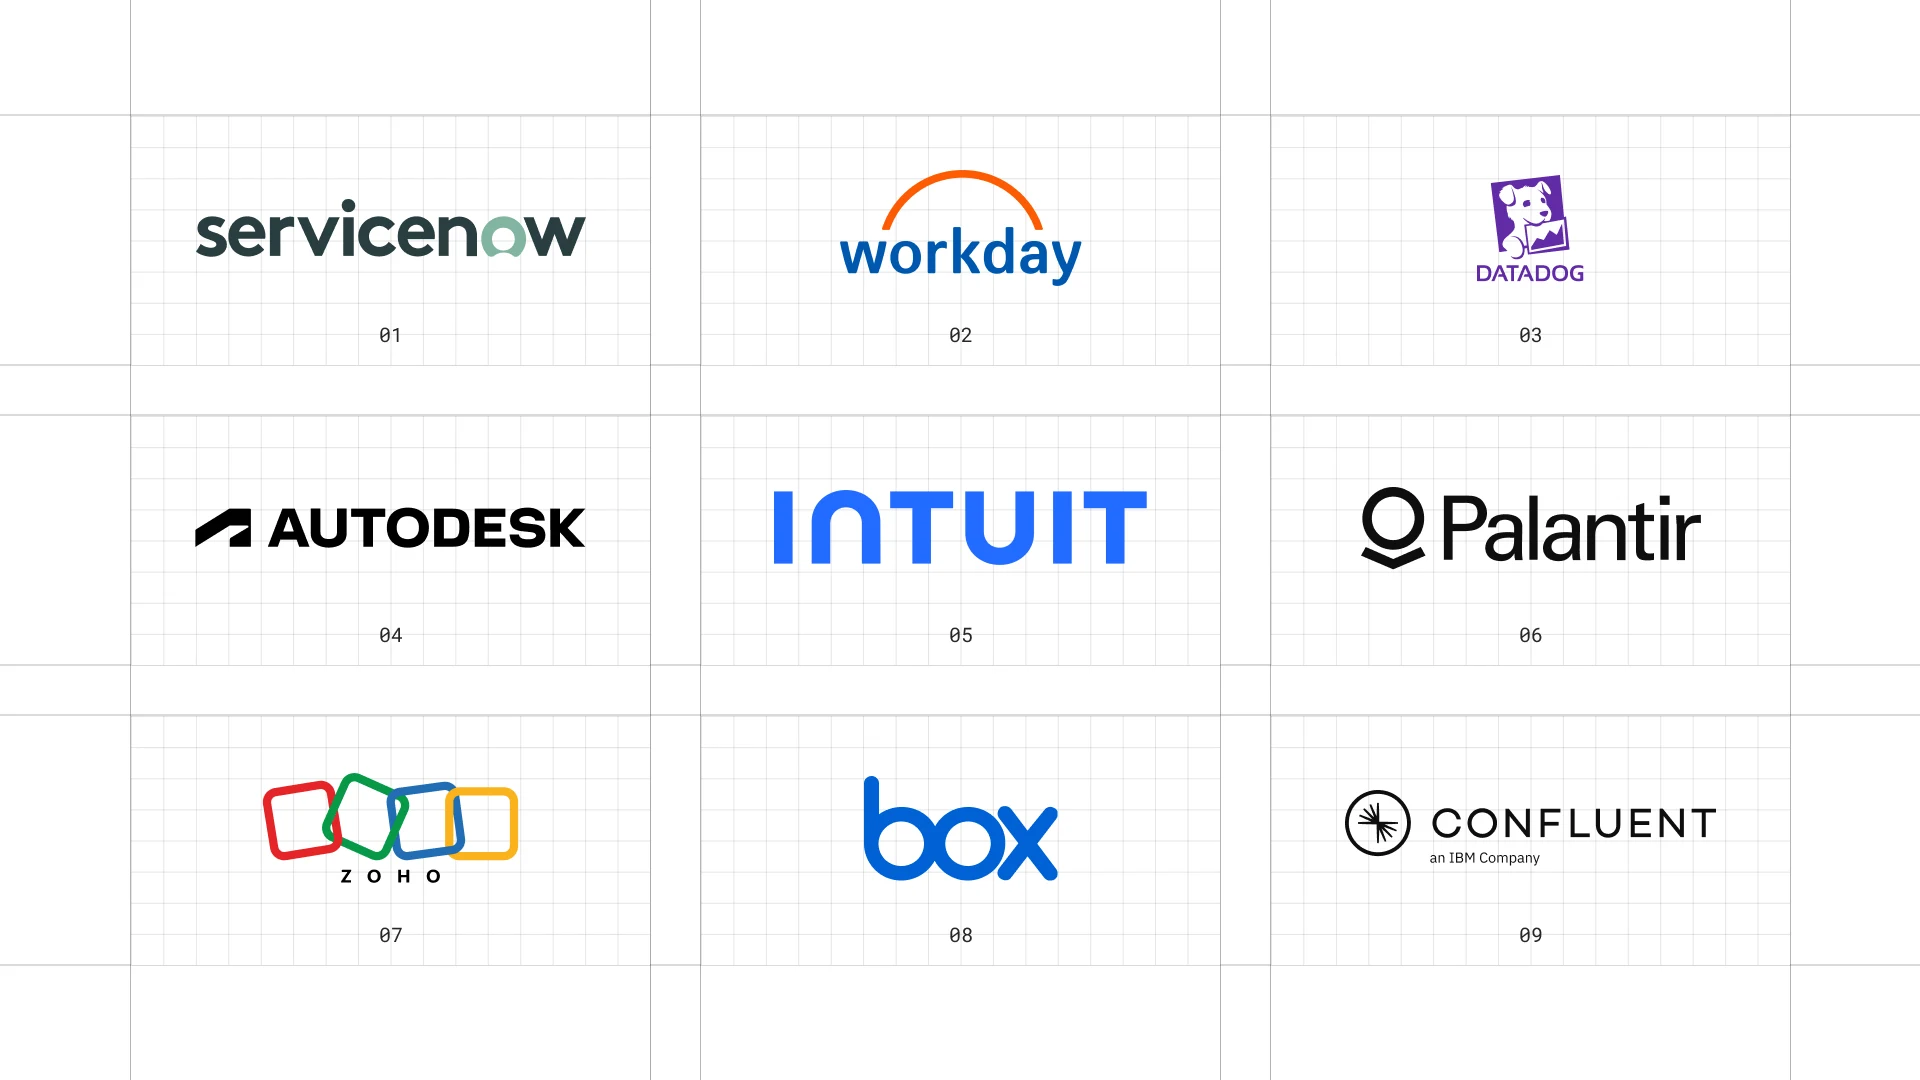 servicenow
01
workday
02
DATADOG
03
AUTODESK
04
INTUIT
05
Palantir
06
ZOHO
07
box
08
CONFLUENT
an IBM Company
09